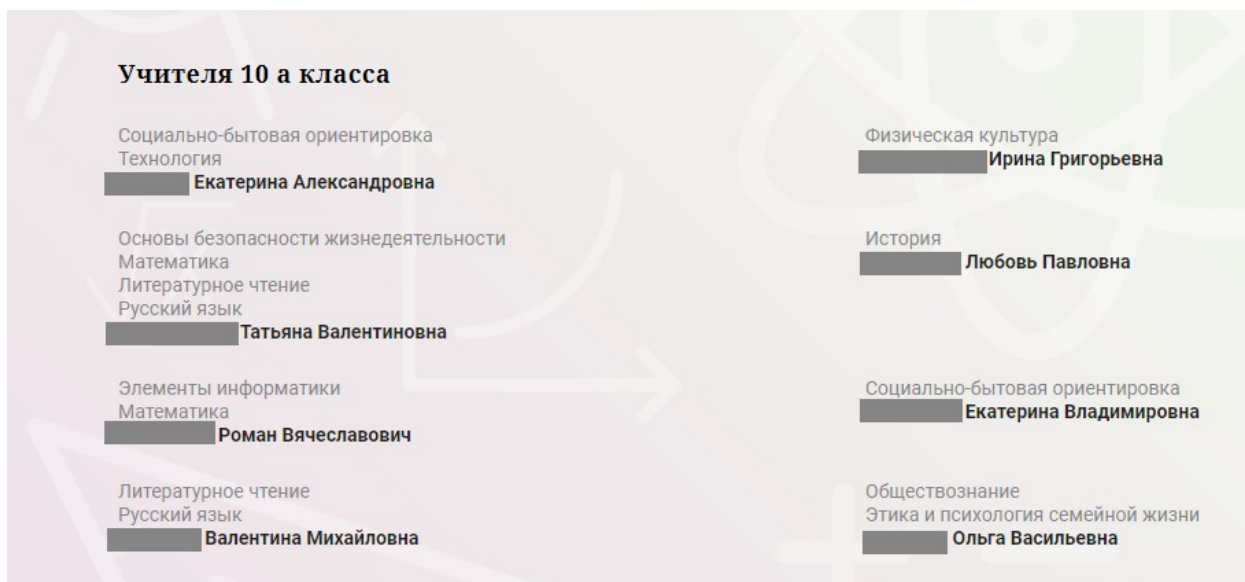 Учителя 10 а класса
Социально-бытовая ориентировка
Технология
Екатерина Александровна
Физическая культура
Ирина Григорьевна
Основы безопасности жизнедеятельности
Математика
Литературное чтение
Русский язык
Татьяна Валентиновна
История
Любовь Павловна
Элементы информатики
Математика
Роман Вячеславович
Социально-бытовая ориентировка
Екатерина Владимировна
Литературное чтение
Русский язык
Валентина Михайловна
Обществознание
Этика и психология семейной жизни
Ольга Васильевна